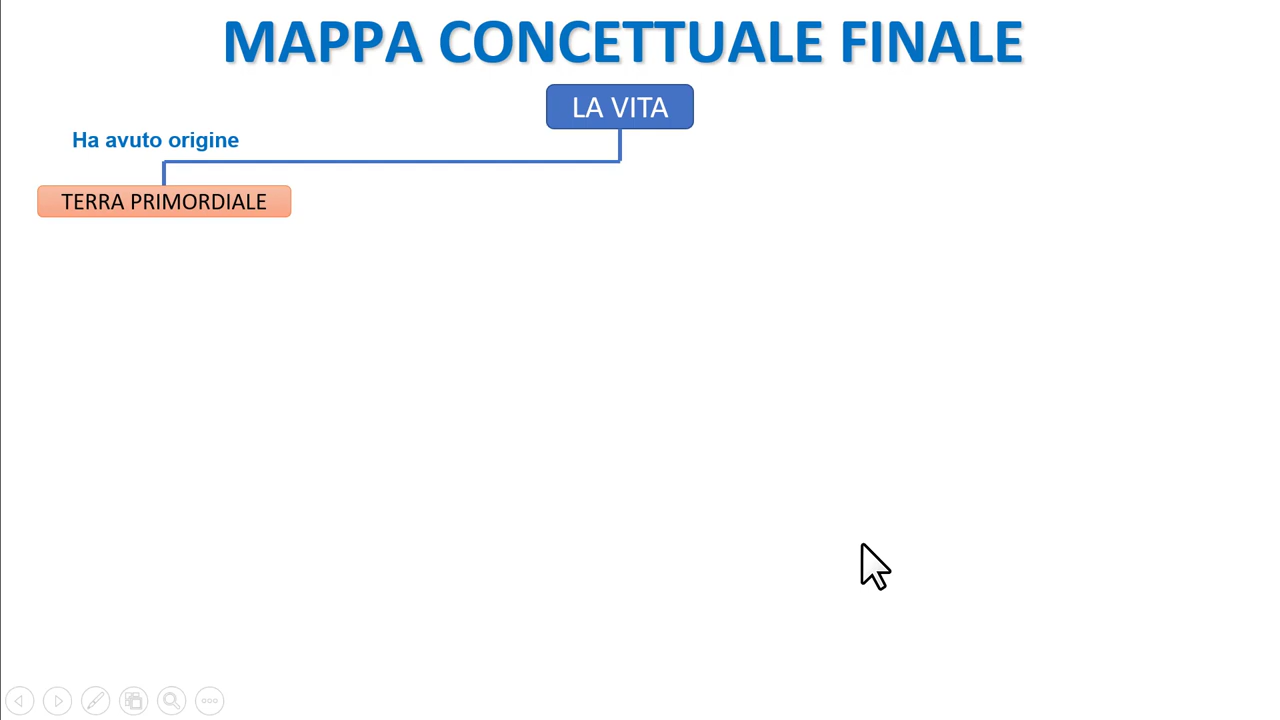 MAPPA CONCETTUALE FINALE
LA VITA
Ha avuto origine
TERRA PRIMORDIALE